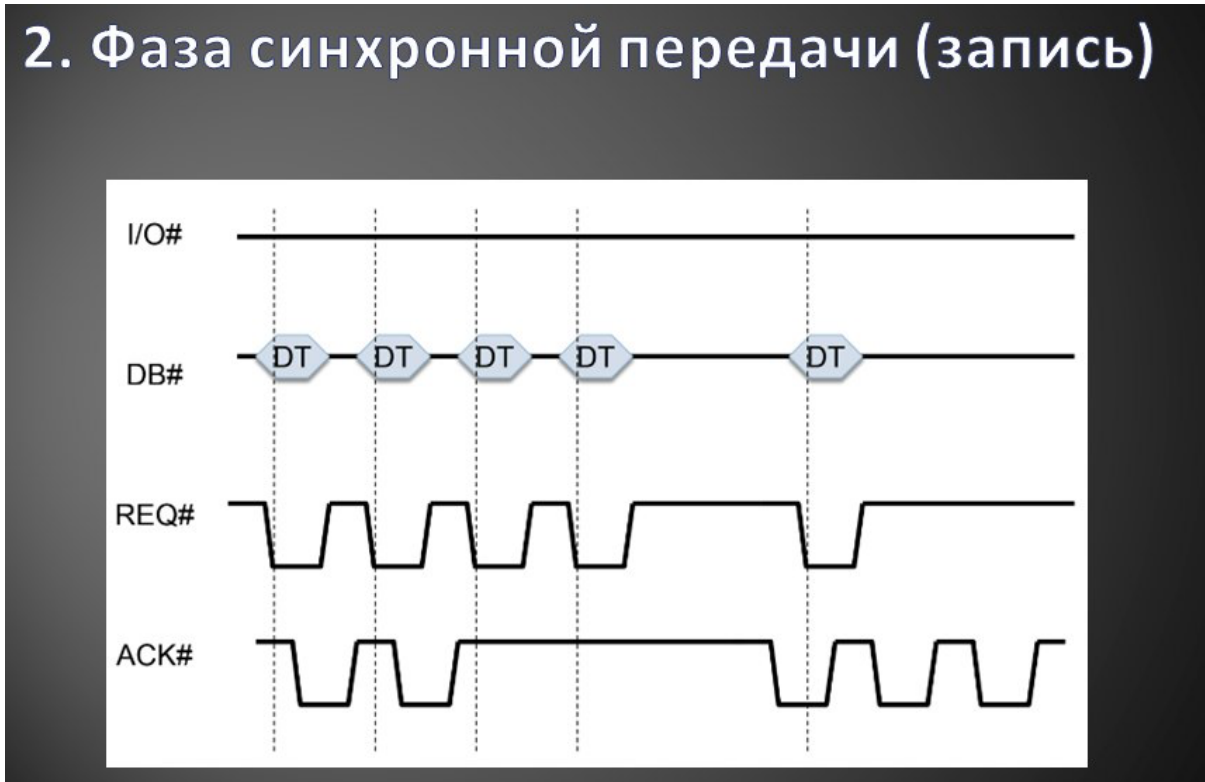 2. Фаза синхронной передачи (запись)
I/O#
DB#
DT DT DT DT DT
REQ#
ACK#